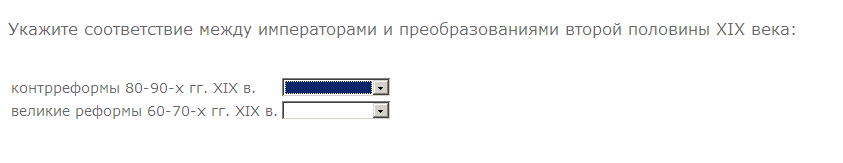 Укажите соответствие между императорами и преобразованиями второй половины XIX века:
контрреформы 80-90-х гг. XIX в.
великие реформы 60-70-х гг. XIX в.